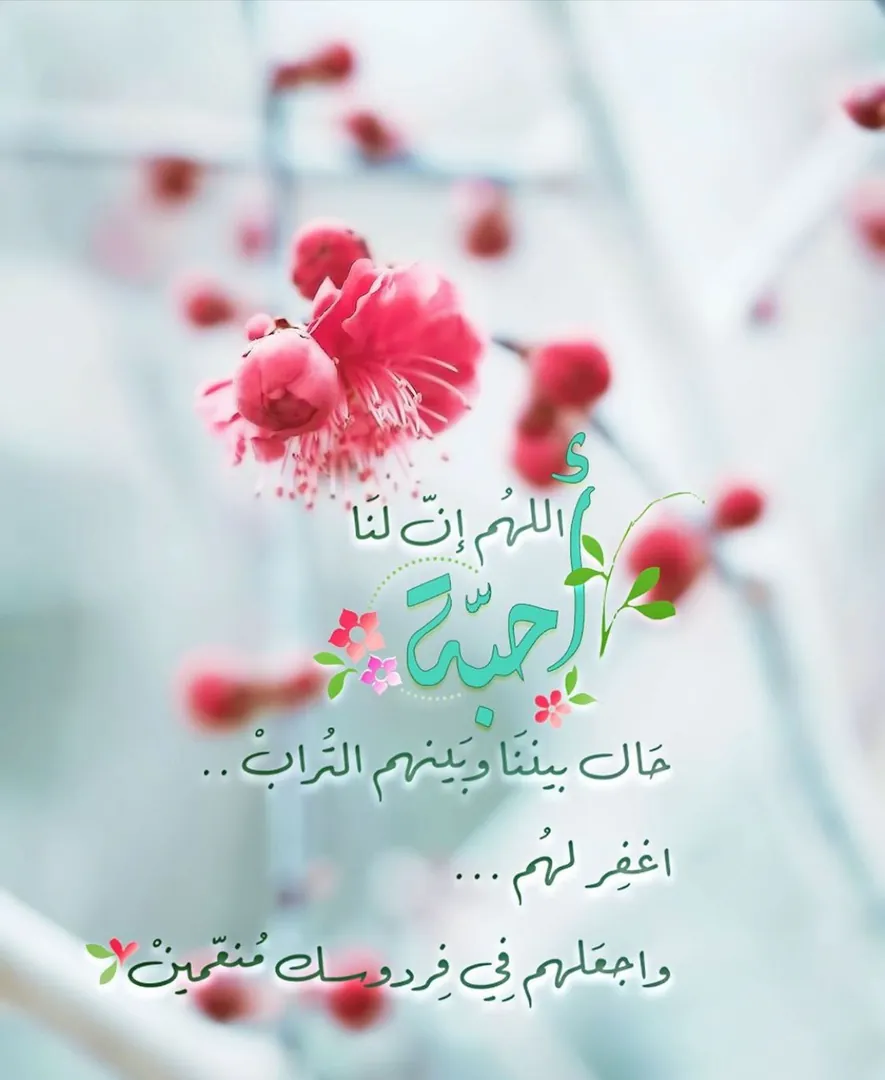 اللهُم إنّ لنَا
أحبّة
حَال بيننَا وبَينهم التُرابْ ..
اغفِر لهُم ...
واجعَلهم فِي فِردوسك مُنعّمينْ